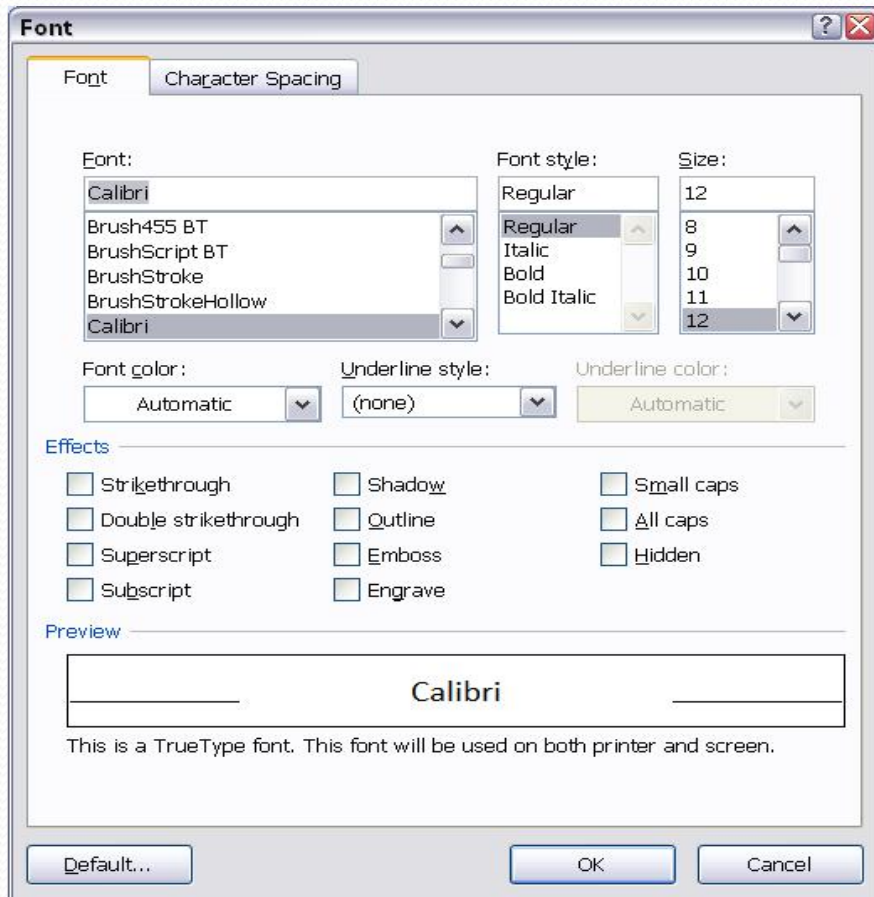 Font
Font Character Spacing
Font: Font style: Size:
Calibri Regular 12
Brush455 BT Regular 8
BrushScript BT Italic 9
BrushStroke Bold 10
BrushStrokeHollow Bold Italic 11
Calibri 12
Font color: Underline style: Underline color:
Automatic (none) Automatic
Effects
Strikethrough Shadow Small caps
Double strikethrough Outline All caps
Superscript Emboss Hidden
Subscript Engrave
Preview
Calibri
This is a TrueType font. This font will be used on both printer and screen.
Default... OK Cancel